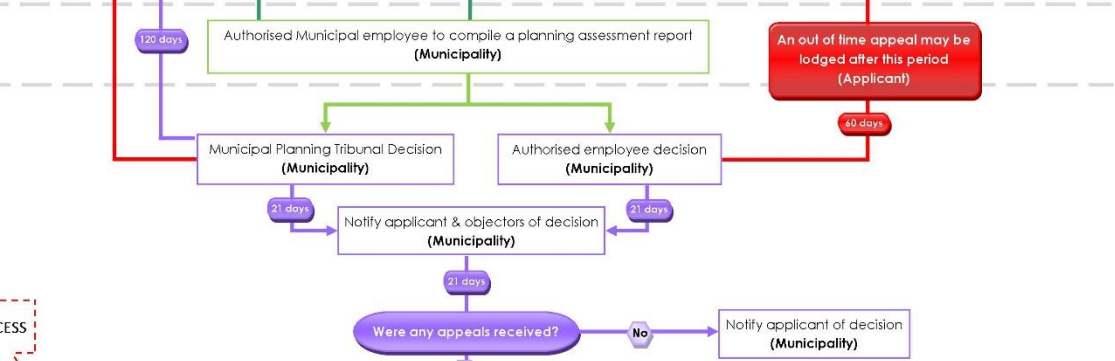 120 days
Authorised Municipal employee to compile a planning assessment report
(Municipality)
An out of time appeal may be
lodged after this period
(Applicant)
60 days
Municipal Planning Tribunal Decision
(Municipality)
Authorised employee decision
(Municipality)
21 days
21 days
Notify applicant & objectors of decision
(Municipality)
21 days
CESS
Were any appeals received?
No
Notify applicant of decision
(Municipality)